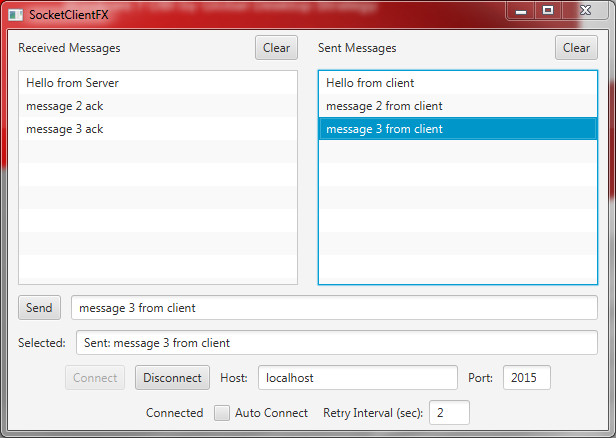 SocketClientFX
Received Messages Clear Sent Messages Clear
Hello from Server Hello from client
message 2 ack message 2 from client
message 3 ack message 3 from client
Send message 3 from client
Selected: Sent: message 3 from client
Connect Disconnect Host: localhost Port: 2015
Connected Auto Connect Retry Interval (sec): 2